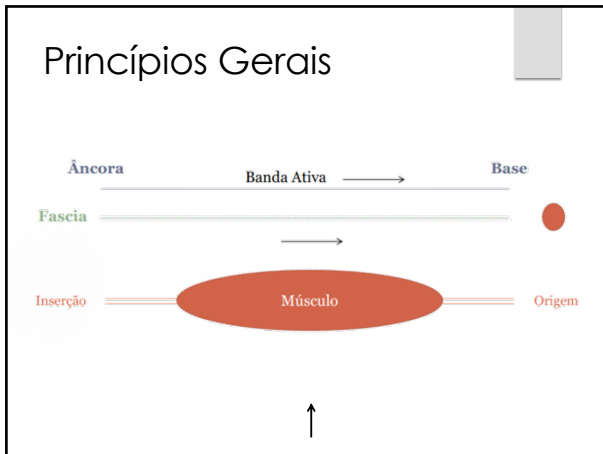 Princípios Gerais
Âncora Banda Ativa Base
Fascia
Inserção Músculo Origem